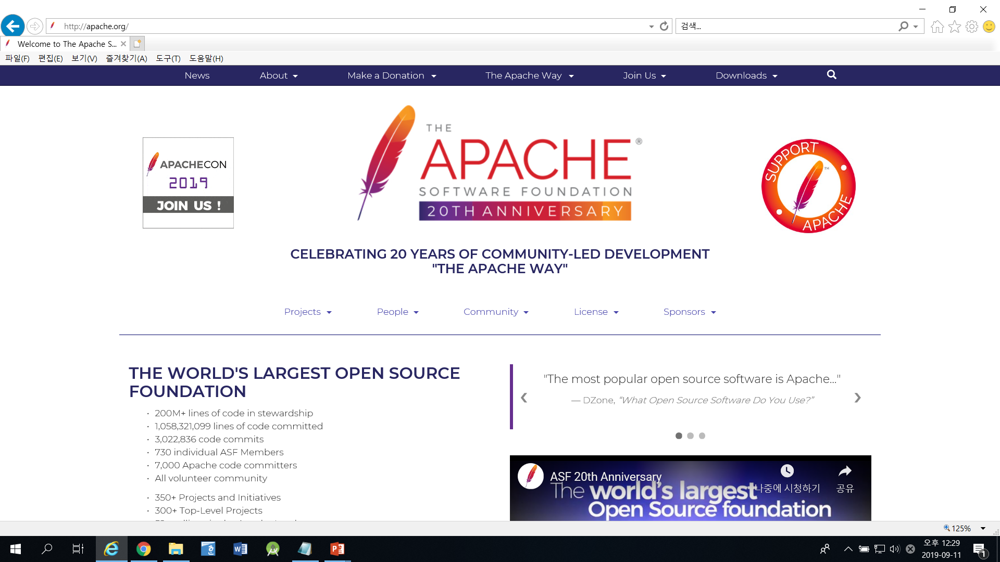 http://apache.org/
검색...
Welcome to The Apache S...
파일(F) 편집(E) 보기(V) 즐겨찾기(A) 도구(T) 도움말(H)
News About Make a Donation The Apache Way Join Us Downloads
APACHECON
2019
JOIN US !
THE
APACHE®
SOFTWARE FOUNDATION
20TH ANNIVERSARY
SUPPORT
TM
APACHE
CELEBRATING 20 YEARS OF COMMUNITY-LED DEVELOPMENT
"THE APACHE WAY"
Projects People Community License Sponsors
THE WORLD'S LARGEST OPEN SOURCE
FOUNDATION
• 200M+ lines of code in stewardship
• 1,058,321,099 lines of code committed
• 3,022,836 code commits
• 730 individual ASF Members
• 7,000 Apache code committers
• All volunteer community
• 350+ Projects and Initiatives
• 300+ Top-Level Projects
"The most popular open source software is Apache..."
— DZone, “What Open Source Software Do You Use?”
ASF 20th Anniversary
나중에 시청하기
공유
The world's largest
Open Source foundation
125%
오후 12:29
2019-09-11
1